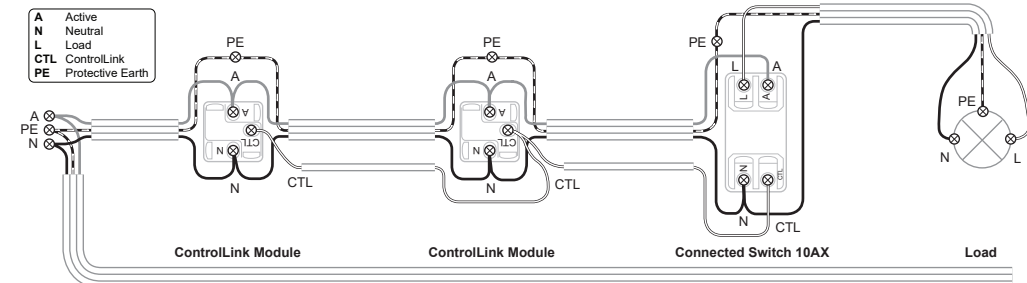 A Active
N Neutral
L Load
CTL ControlLink
PE Protective Earth
A
PE
N
PE
A
A
CTL
N
N
CTL
PE
A
A
CTL
N
N
CTL
PE
L
A
L
A
N
CTL
N
CTL
PE
N
L
ControlLink Module
ControlLink Module
Connected Switch 10AX
Load